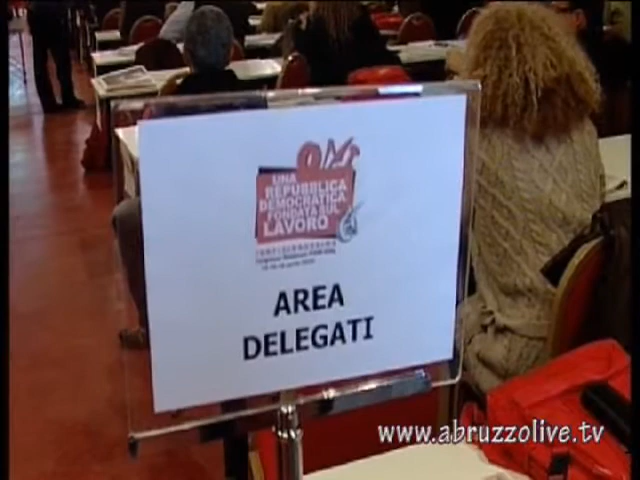 UNA
REPUBBLICA
DEMOCRATICA
FONDATA SUL
LAVORO
AREA
DELEGATI
www.abruzzolive.tv